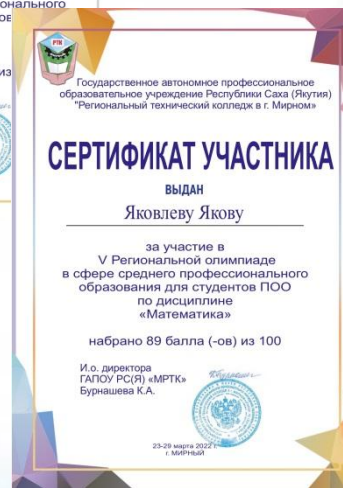 онального
РТК
Государственное автономное профессиональное
образовательное учреждение Республики Саха (Якутия)
"Региональный технический колледж в г. Мирном»
СЕРТИФИКАТ УЧАСТНИКА
ВЫДАН
Яковлеву Якову
за участие в
V Региональной олимпиаде
в сфере среднего профессионального
образования для студентов ПОО
по дисциплине
«Математика»
набрано 89 балла (-ов) из 100
И.о. директора
ГАПОУ РС(Я) «МРТК»
Бурнашева К.А.
23-29 марта 2022 г.
г. МИРНЫЙ